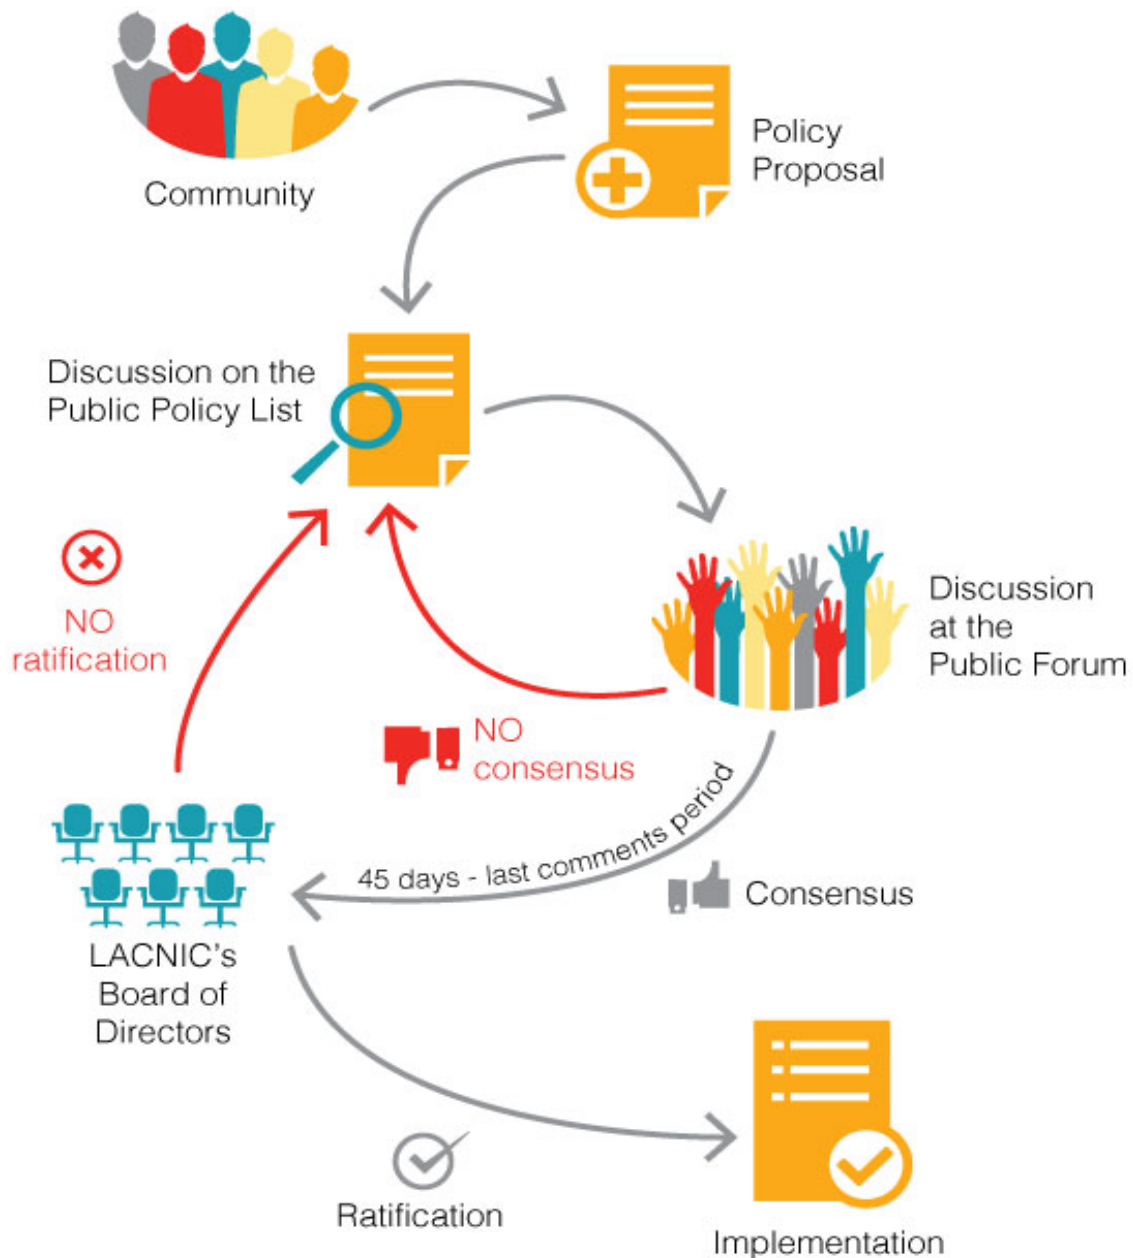 Community
Policy
Proposal
Discussion on the
Public Policy List
NO
ratification
Discussion
at the
Public Forum
NO
consensus
45 days - last comments period
Consensus
LACNIC's
Board of
Directors
Ratification
Implementation